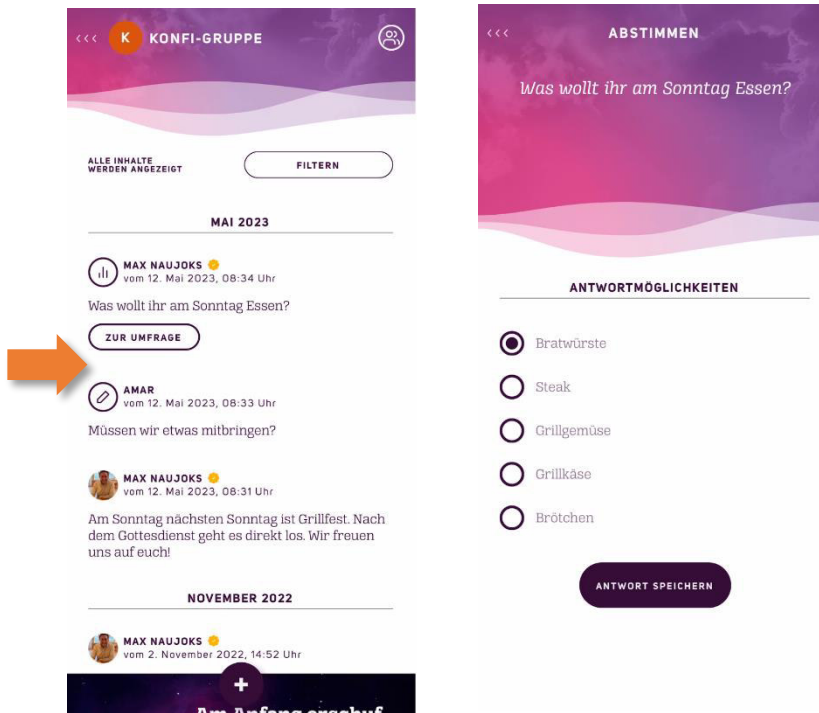 ‹‹‹ K KONFI-GRUPPE
ALLE INHALTE
WERDEN ANGEZEIGT
FILTERN
MAI 2023
MAX NAUJOKS
vom 12. Mai 2023, 08:34 Uhr
Was wollt ihr am Sonntag Essen?
ZUR UMFRAGE
AMAR
vom 12. Mai 2023, 08:33 Uhr
Müssen wir etwas mitbringen?
MAX NAUJOKS
vom 12. Mai 2023, 08:31 Uhr
Am Sonntag nächsten Sonntag ist Grillfest. Nach
dem Gottesdienst geht es direkt los. Wir freuen
uns auf euch!
NOVEMBER 2022
MAX NAUJOKS
vom 2. November 2022, 14:52 Uhr
+
Am Anfang erschuf
‹‹‹ ABSTIMMEN
Was wollt ihr am Sonntag Essen?
ANTWORTMÖGLICHKEITEN
Bratwürste
Steak
Grillgemüse
Grillkäse
Brötchen
ANTWORT SPEICHERN